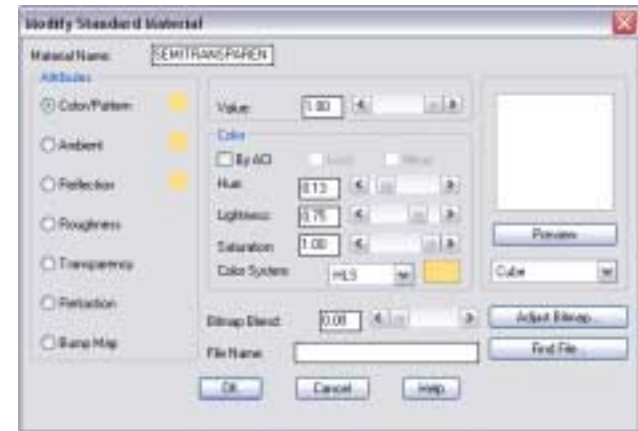 Modify Standard Material
Material Name: SEMITRANSPAREN
Attributes
Color/Pattern
Ambient
Reflection
Roughness
Transparency
Refraction
Bump Map
Value: 1.00
Color
By ACI
Lock
Mirror
Hue: 0.13
Lightness: 0.75
Saturation: 1.00
Color System: HLS
Bitmap Blend: 0.00
File Name:
Preview
Cube
Adjust Bitmap...
Find File...
OK
Cancel
Help